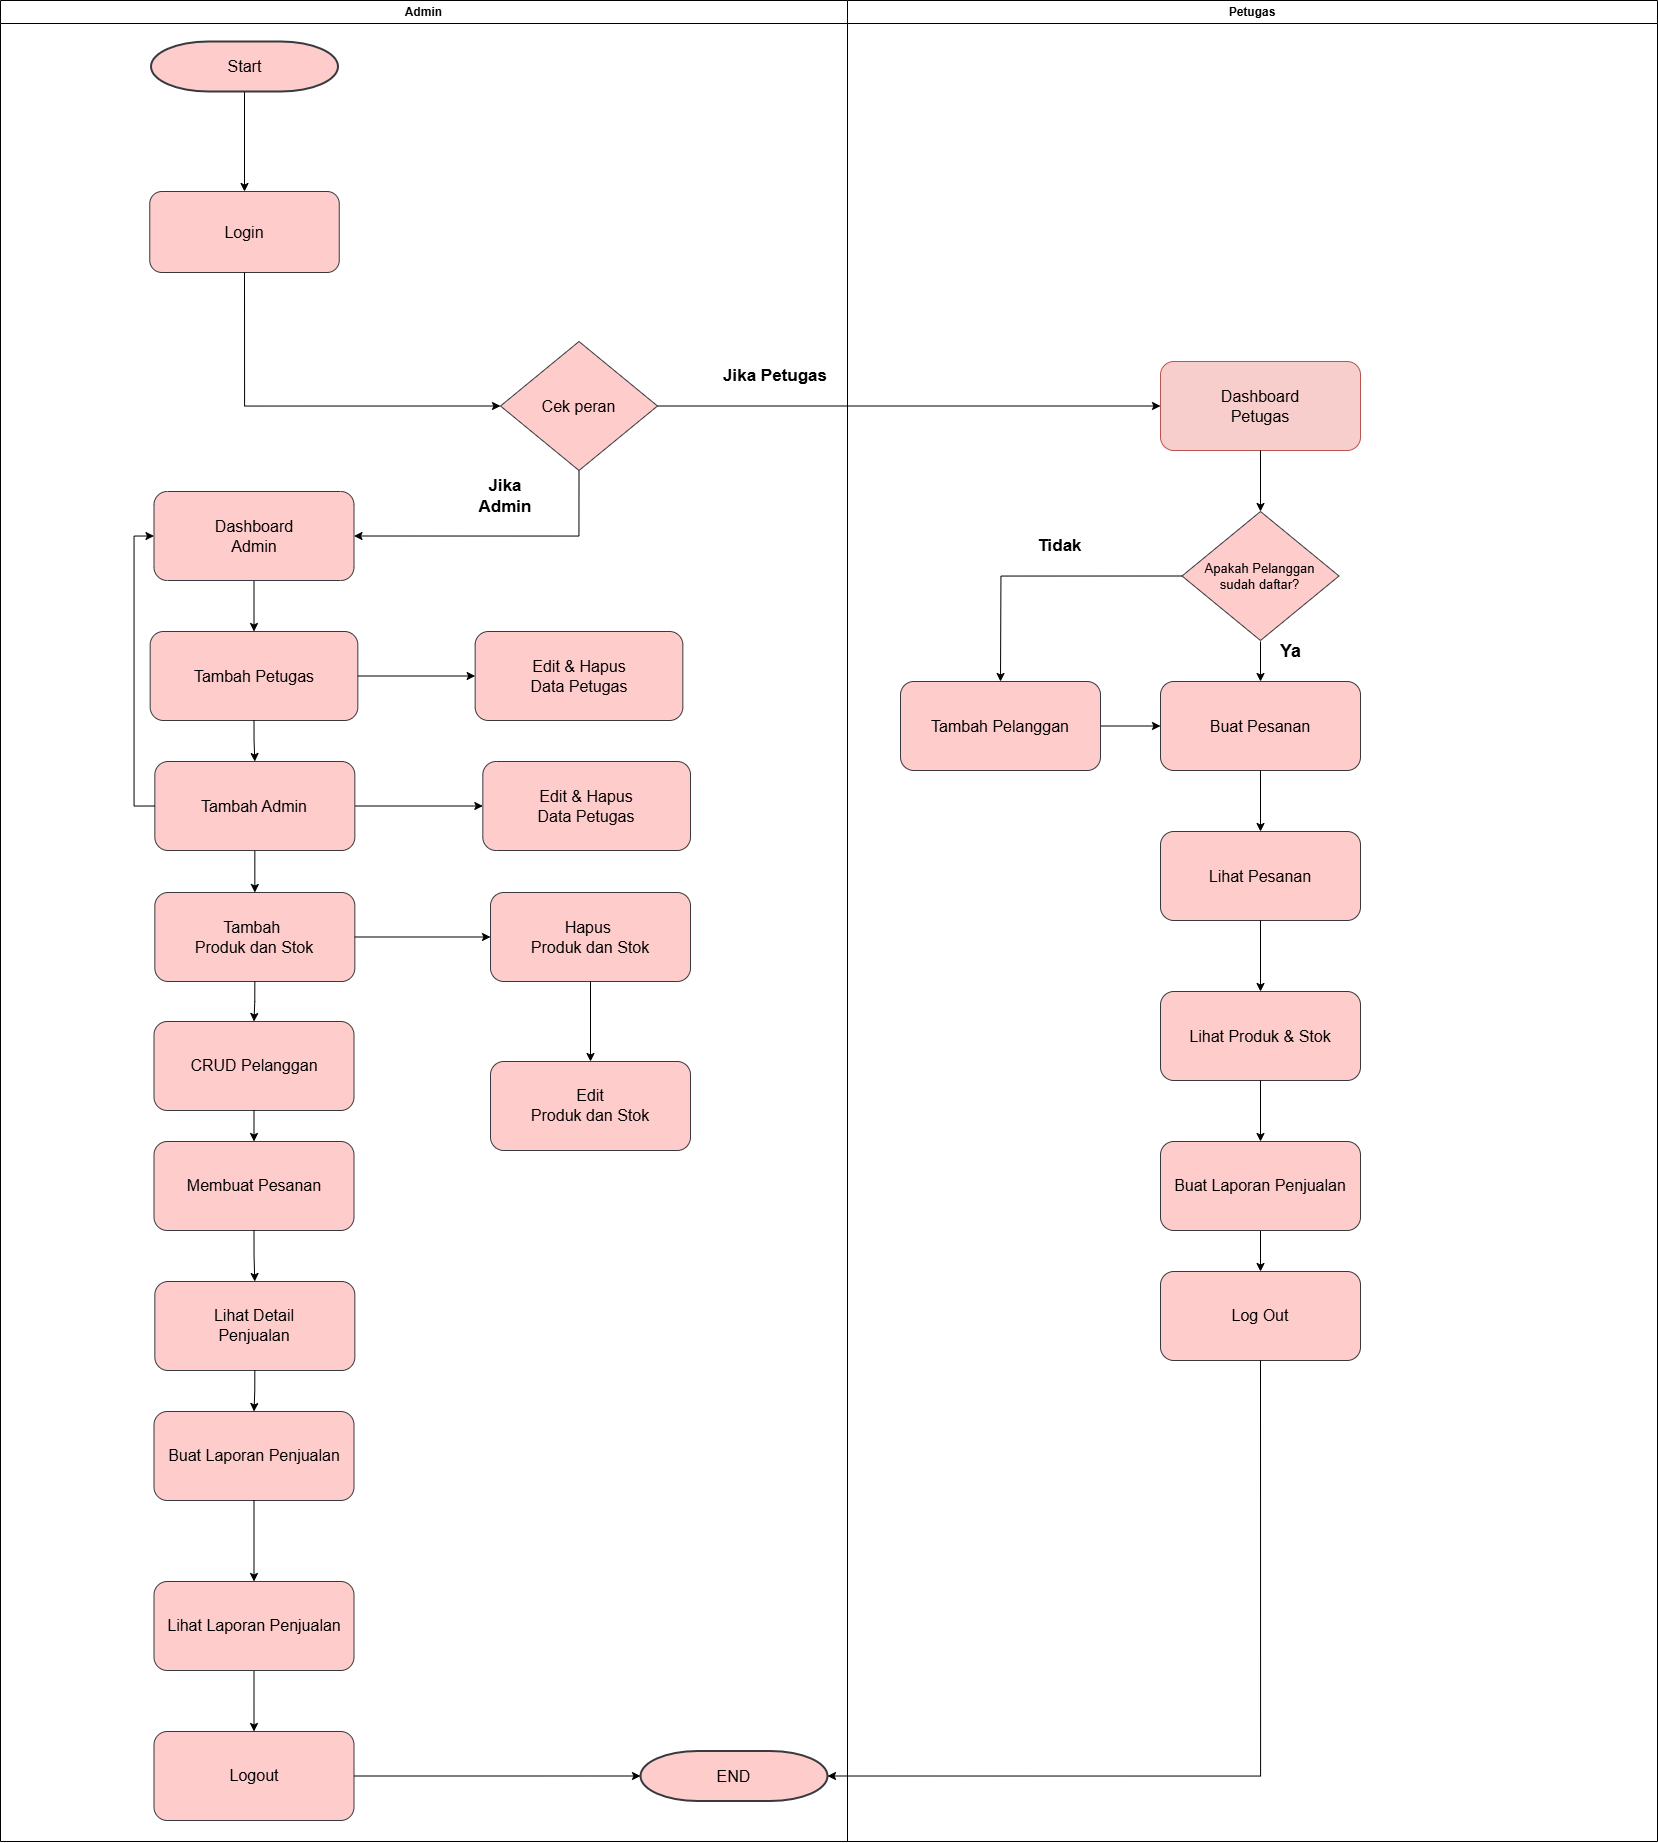 Admin
Petugas
Start
Login
Cek peran
Jika Petugas
Dashboard
Petugas
Jika
Admin
Dashboard
Admin
Tidak
Apakah Pelanggan
sudah daftar?
Ya
Tambah Petugas
Edit & Hapus
Data Petugas
Tambah Pelanggan
Buat Pesanan
Tambah Admin
Edit & Hapus
Data Petugas
Lihat Pesanan
Tambah
Produk dan Stok
Hapus
Produk dan Stok
Lihat Produk & Stok
CRUD Pelanggan
Edit
Produk dan Stok
Membuat Pesanan
Buat Laporan Penjualan
Lihat Detail
Penjualan
Log Out
Buat Laporan Penjualan
Lihat Laporan Penjualan
Logout
END